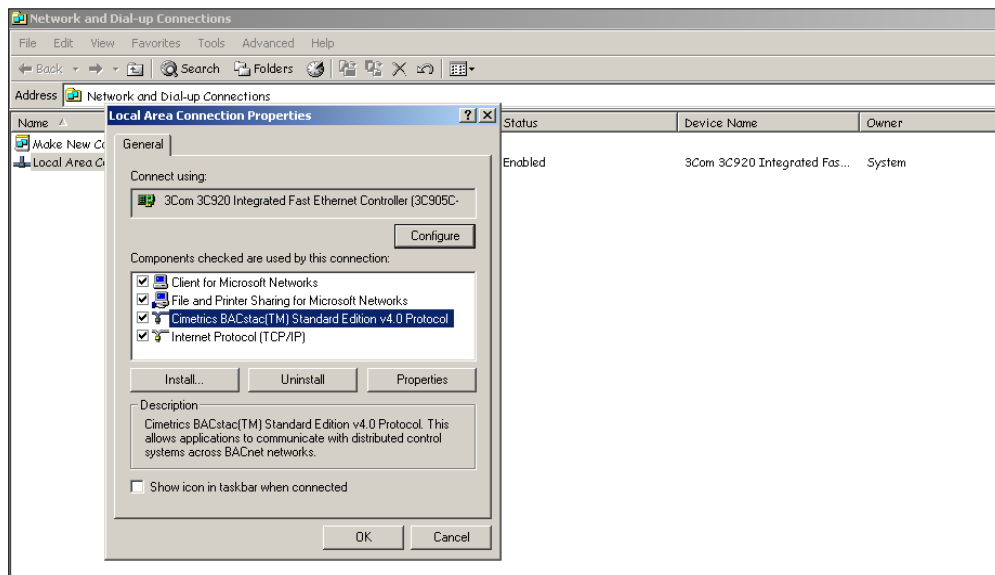 Network and Dial-up Connections
File Edit View Favorites Tools Advanced Help
Back Search Folders
Address Network and Dial-up Connections
Name Status Device Name Owner
Make New Co
Local Area C Enabled 3Com 3C920 Integrated Fas... System
Local Area Connection Properties
General
Connect using:
3Com 3C920 Integrated Fast Ethernet Controller (3C905C-
Configure
Components checked are used by this connection:
Client for Microsoft Networks
File and Printer Sharing for Microsoft Networks
Cimetrics BACstac(TM) Standard Edition v4.0 Protocol
Internet Protocol (TCP/IP)
Install... Uninstall Properties
Description
Cimetrics BACstac(TM) Standard Edition v4.0 Protocol. This
allows applications to communicate with distributed control
systems across BACnet networks.
Show icon in taskbar when connected
OK Cancel